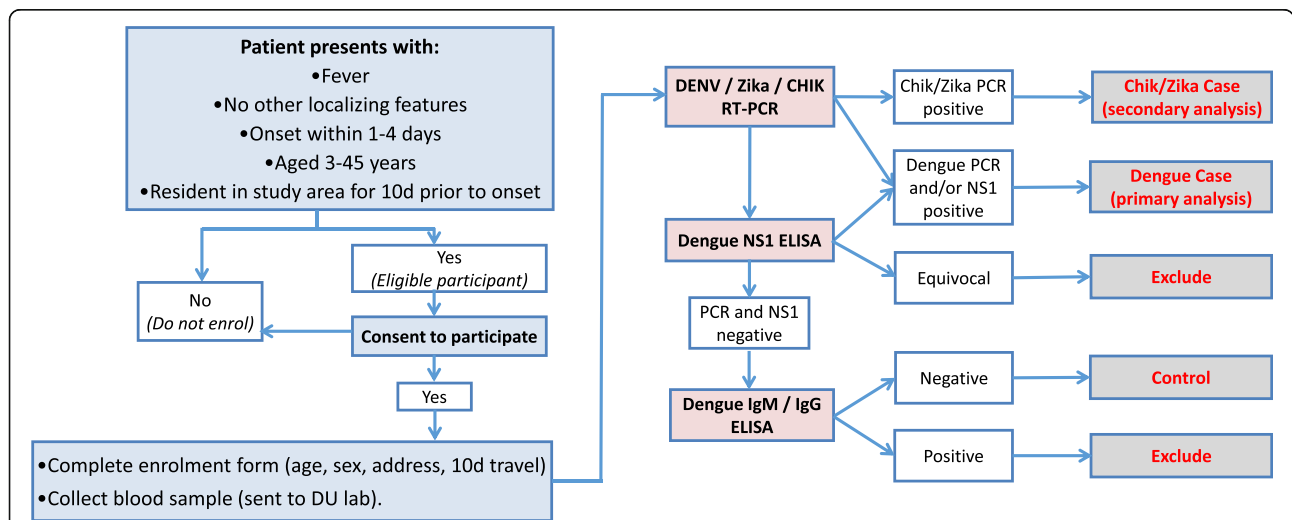 Patient presents with:
•Fever
•No other localizing features
•Onset within 1-4 days
•Aged 3-45 years
•Resident in study area for 10d prior to onset
No
(Do not enrol)
Yes
(Eligible participant)
Consent to participate
Yes
•Complete enrolment form (age, sex, address, 10d travel)
•Collect blood sample (sent to DU lab).
DENV / Zika / CHIK
RT-PCR
Chik/Zika PCR
positive
Chik/Zika Case
(secondary analysis)
Dengue PCR
and/or NS1
positive
Dengue Case
(primary analysis)
Dengue NS1 ELISA
Equivocal
Exclude
PCR and NS1
negative
Dengue IgM / IgG
ELISA
Negative
Control
Positive
Exclude